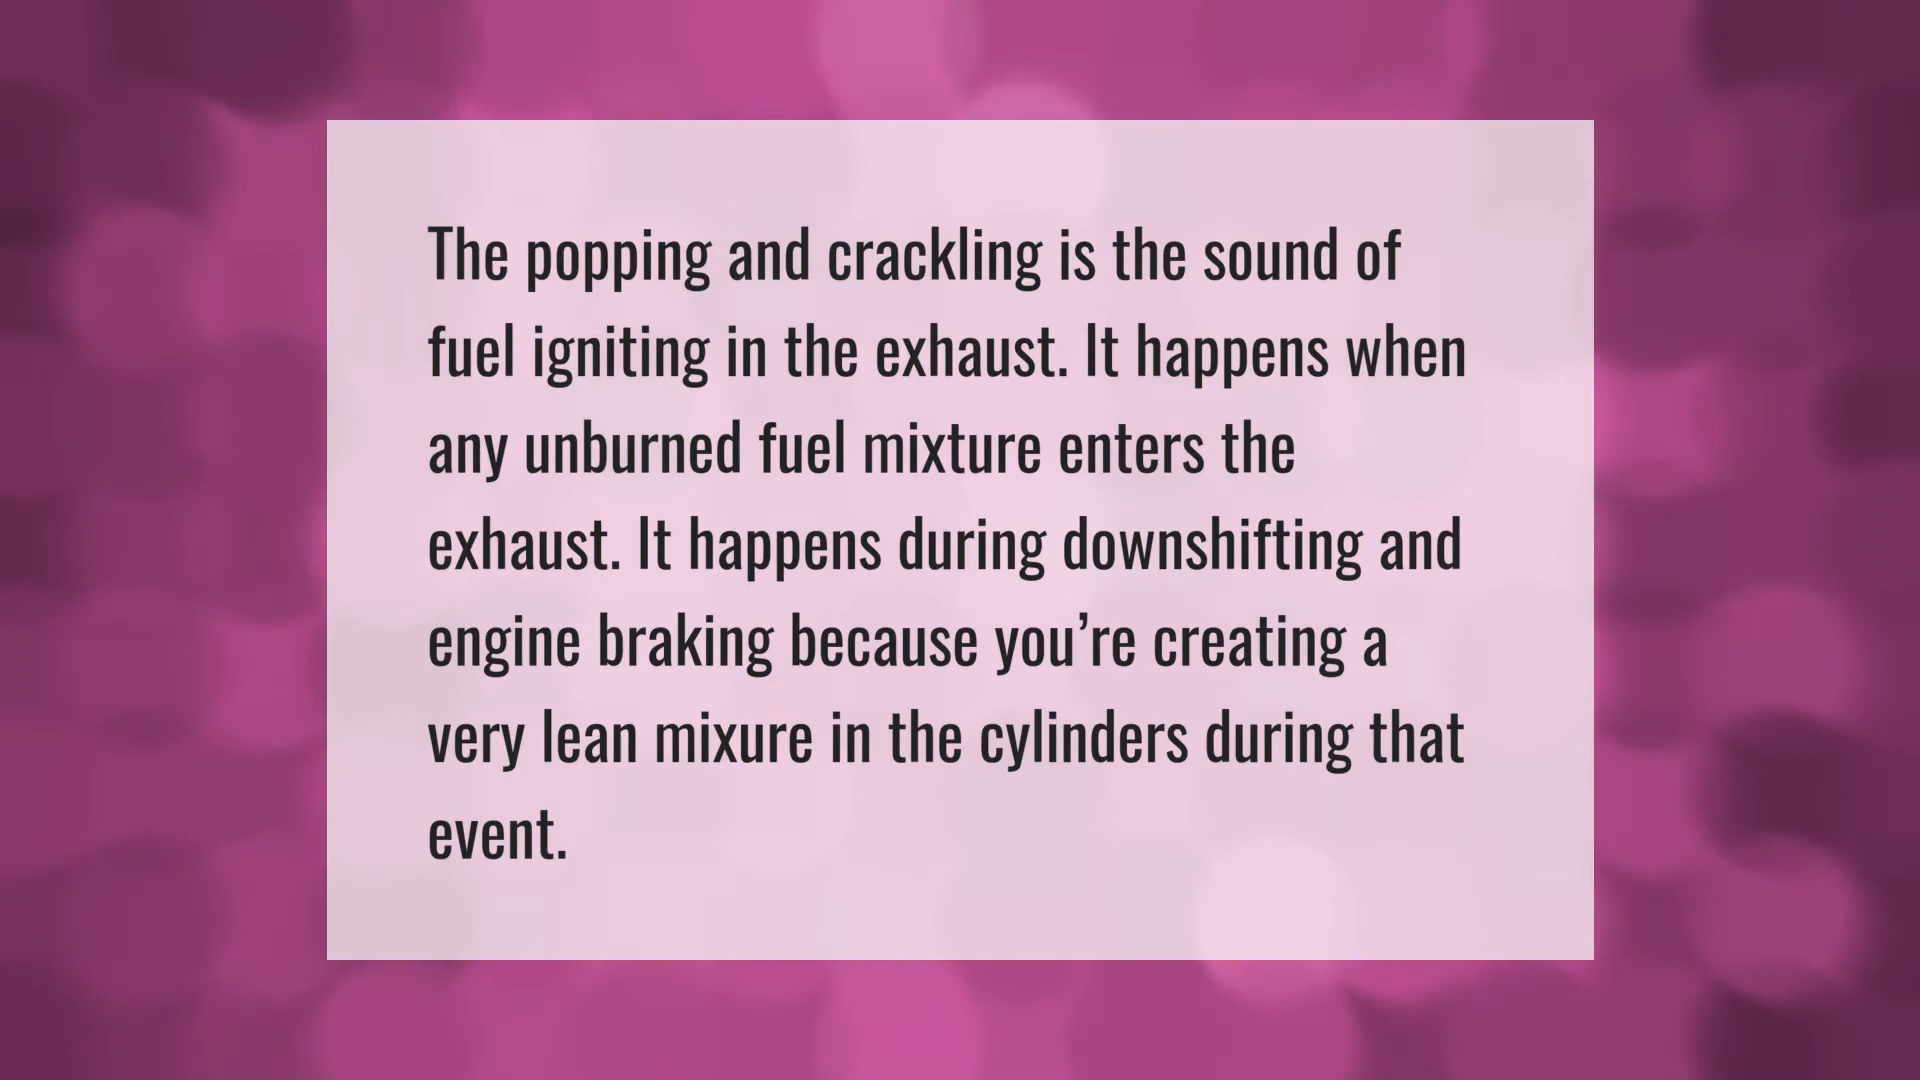 The popping and crackling is the sound of
fuel igniting in the exhaust. It happens when
any unburned fuel mixture enters the
exhaust. It happens during downshifting and
engine braking because you’re creating a
very lean mixure in the cylinders during that
event.